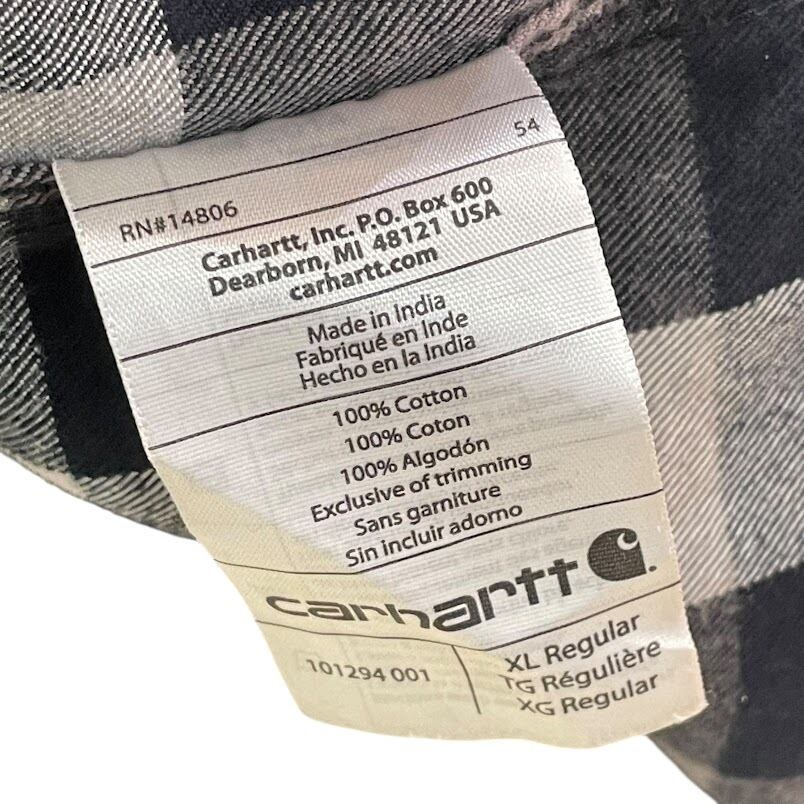 54
RN#14806
Carhartt, Inc. P.O. Box 600
Dearborn, MI 48121 USA
carhartt.com
Made in India
Fabriqué en Inde
Hecho en la India
100% Cotton
100% Coton
100% Algodón
Exclusive of trimming
Sans garniture
Sin incluir adorno
carhartt
101294 001
XL Regular
TG Régulière
XG Regular